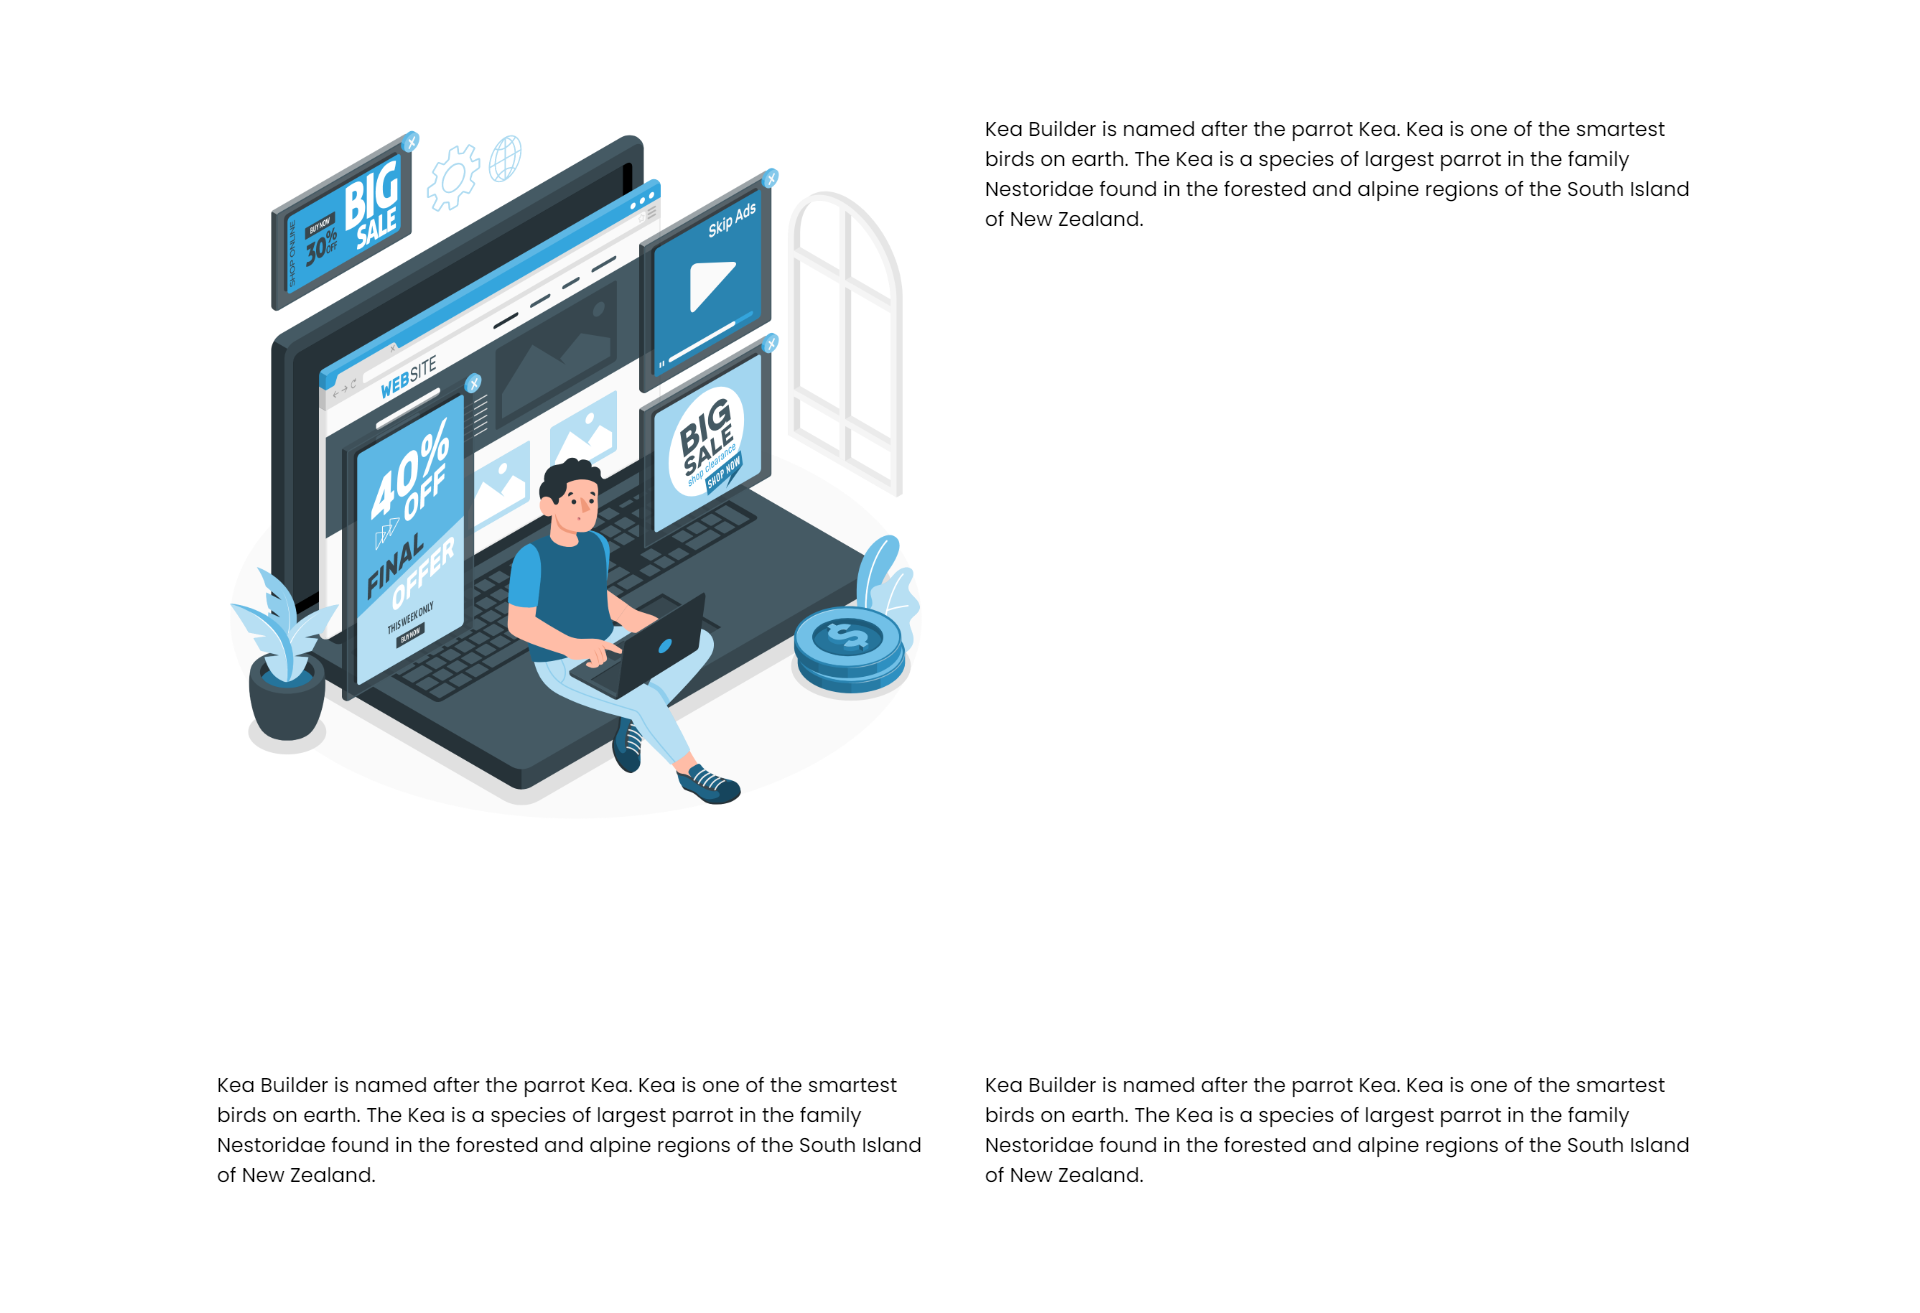 SHOP ONLINE
BUY NOW
30%
OFF
BIG
SALE
Skip Ads
WEBSITE
40%
OFF
FINAL
OFFER
THIS WEEK ONLY
BUY NOW
BIG
SALE
shop clearance
SHOP NOW
Kea Builder is named after the parrot Kea. Kea is one of the smartest
birds on earth. The Kea is a species of largest parrot in the family
Nestoridae found in the forested and alpine regions of the South Island
of New Zealand.
Kea Builder is named after the parrot Kea. Kea is one of the smartest
birds on earth. The Kea is a species of largest parrot in the family
Nestoridae found in the forested and alpine regions of the South Island
of New Zealand.
Kea Builder is named after the parrot Kea. Kea is one of the smartest
birds on earth. The Kea is a species of largest parrot in the family
Nestoridae found in the forested and alpine regions of the South Island
of New Zealand.